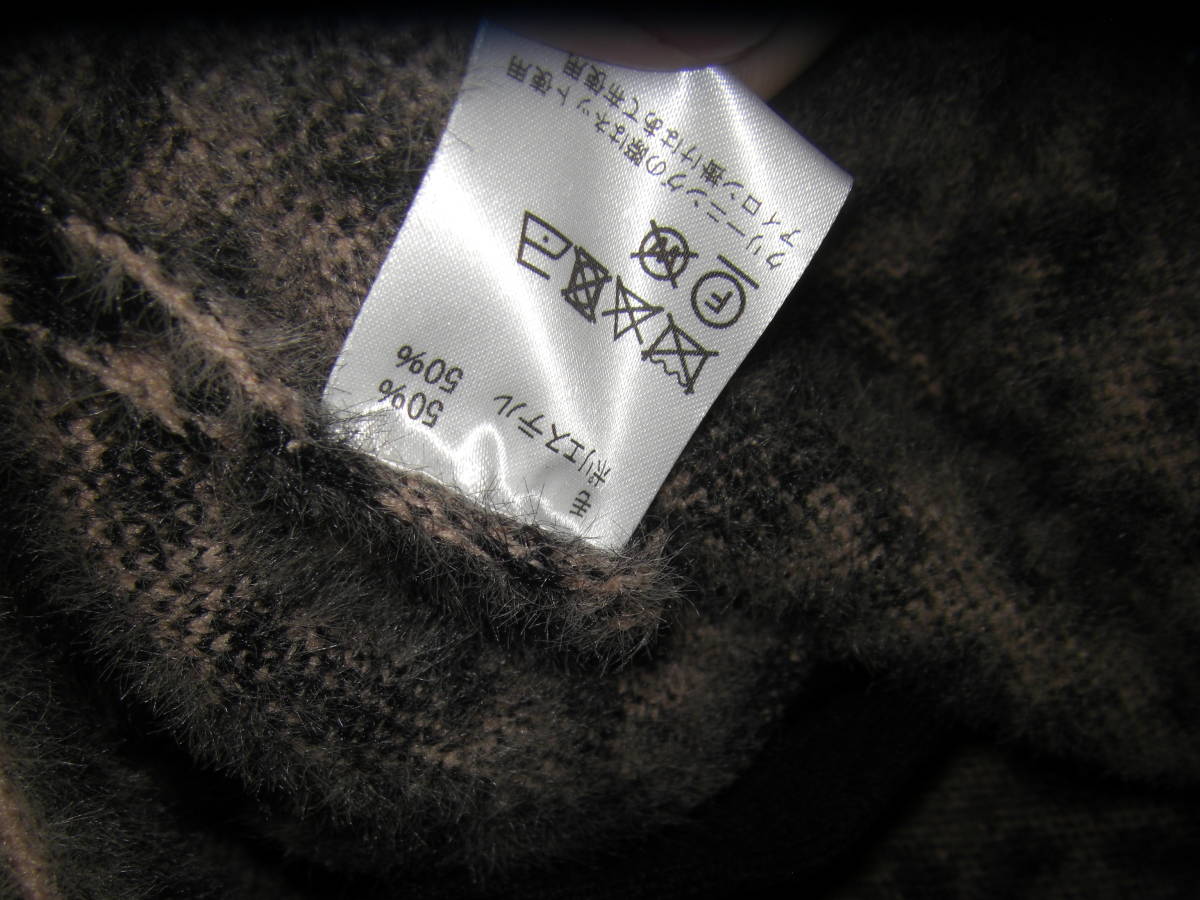 毛 50%
ポリエステル 50%
F
W
クリーニングの際はネット使用
アイロン掛けはあて布使用